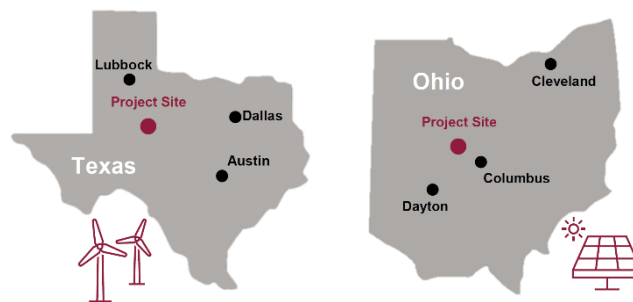 Lubbock
Project Site
Dallas
Texas
Austin
Ohio
Cleveland
Project Site
Columbus
Dayton